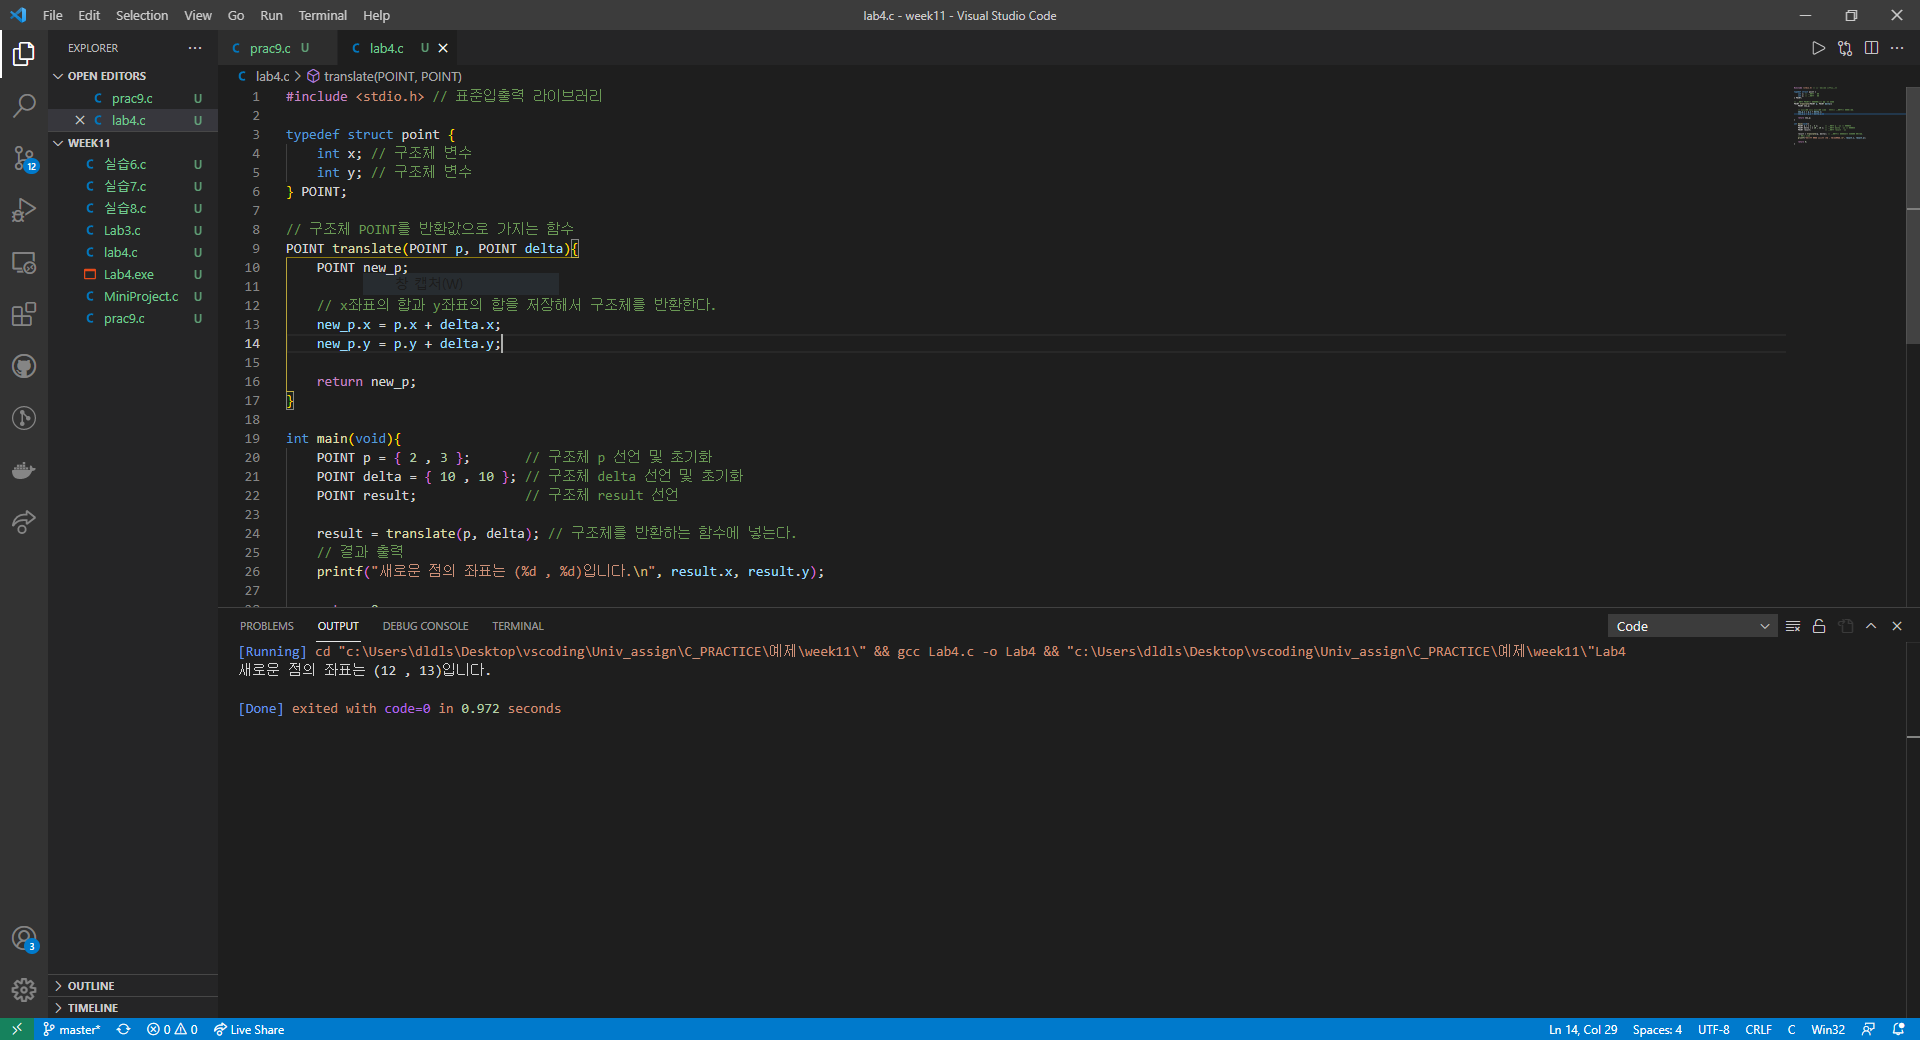 File Edit Selection View Go Run Terminal Help
lab4.c - week11 - Visual Studio Code
EXPLORER
OPEN EDITORS
prac9.c U
lab4.c U
WEEK11
실습6.c U
실습7.c U
실습8.c U
Lab3.c U
lab4.c U
Lab4.exe U
MiniProject.c U
prac9.c U
OUTLINE
TIMELINE
12
3
prac9.c U
lab4.c U
lab4.c > translate(POINT, POINT)
1 #include <stdio.h> // 표준입출력 라이브러리
2
3 typedef struct point {
4 int x; // 구조체 변수
5 int y; // 구조체 변수
6 } POINT;
7
8 // 구조체 POINT를 반환값으로 가지는 함수
9 POINT translate(POINT p, POINT delta){
10 POINT new_p;
창 캡처(W)
11
12 // x좌표의 합과 y좌표의 합을 저장해서 구조체를 반환한다.
13 new_p.x = p.x + delta.x;
14 new_p.y = p.y + delta.y;
15
16 return new_p;
17 }
18
19 int main(void){
20 POINT p = { 2 , 3 }; // 구조체 p 선언 및 초기화
21 POINT delta = { 10 , 10 }; // 구조체 delta 선언 및 초기화
22 POINT result; // 구조체 result 선언
23
24 result = translate(p, delta); // 구조체를 반환하는 함수에 넣는다.
25 // 결과 출력
26 printf("새로운 점의 좌표는 (%d , %d)입니다.\n", result.x, result.y);
27
PROBLEMS OUTPUT DEBUG CONSOLE TERMINAL
Code
[Running] cd "c:\Users\dldls\Desktop\vscoding\Univ_assign\C_PRACTICE\예제\week11\" && gcc Lab4.c -o Lab4 && "c:\Users\dldls\Desktop\vscoding\Univ_assign\C_PRACTICE\예제\week11\"Lab4
새로운 점의 좌표는 (12 , 13)입니다.
[Done] exited with code=0 in 0.972 seconds
master* 0 0 Live Share
Ln 14, Col 29 Spaces: 4 UTF-8 CRLF C Win32